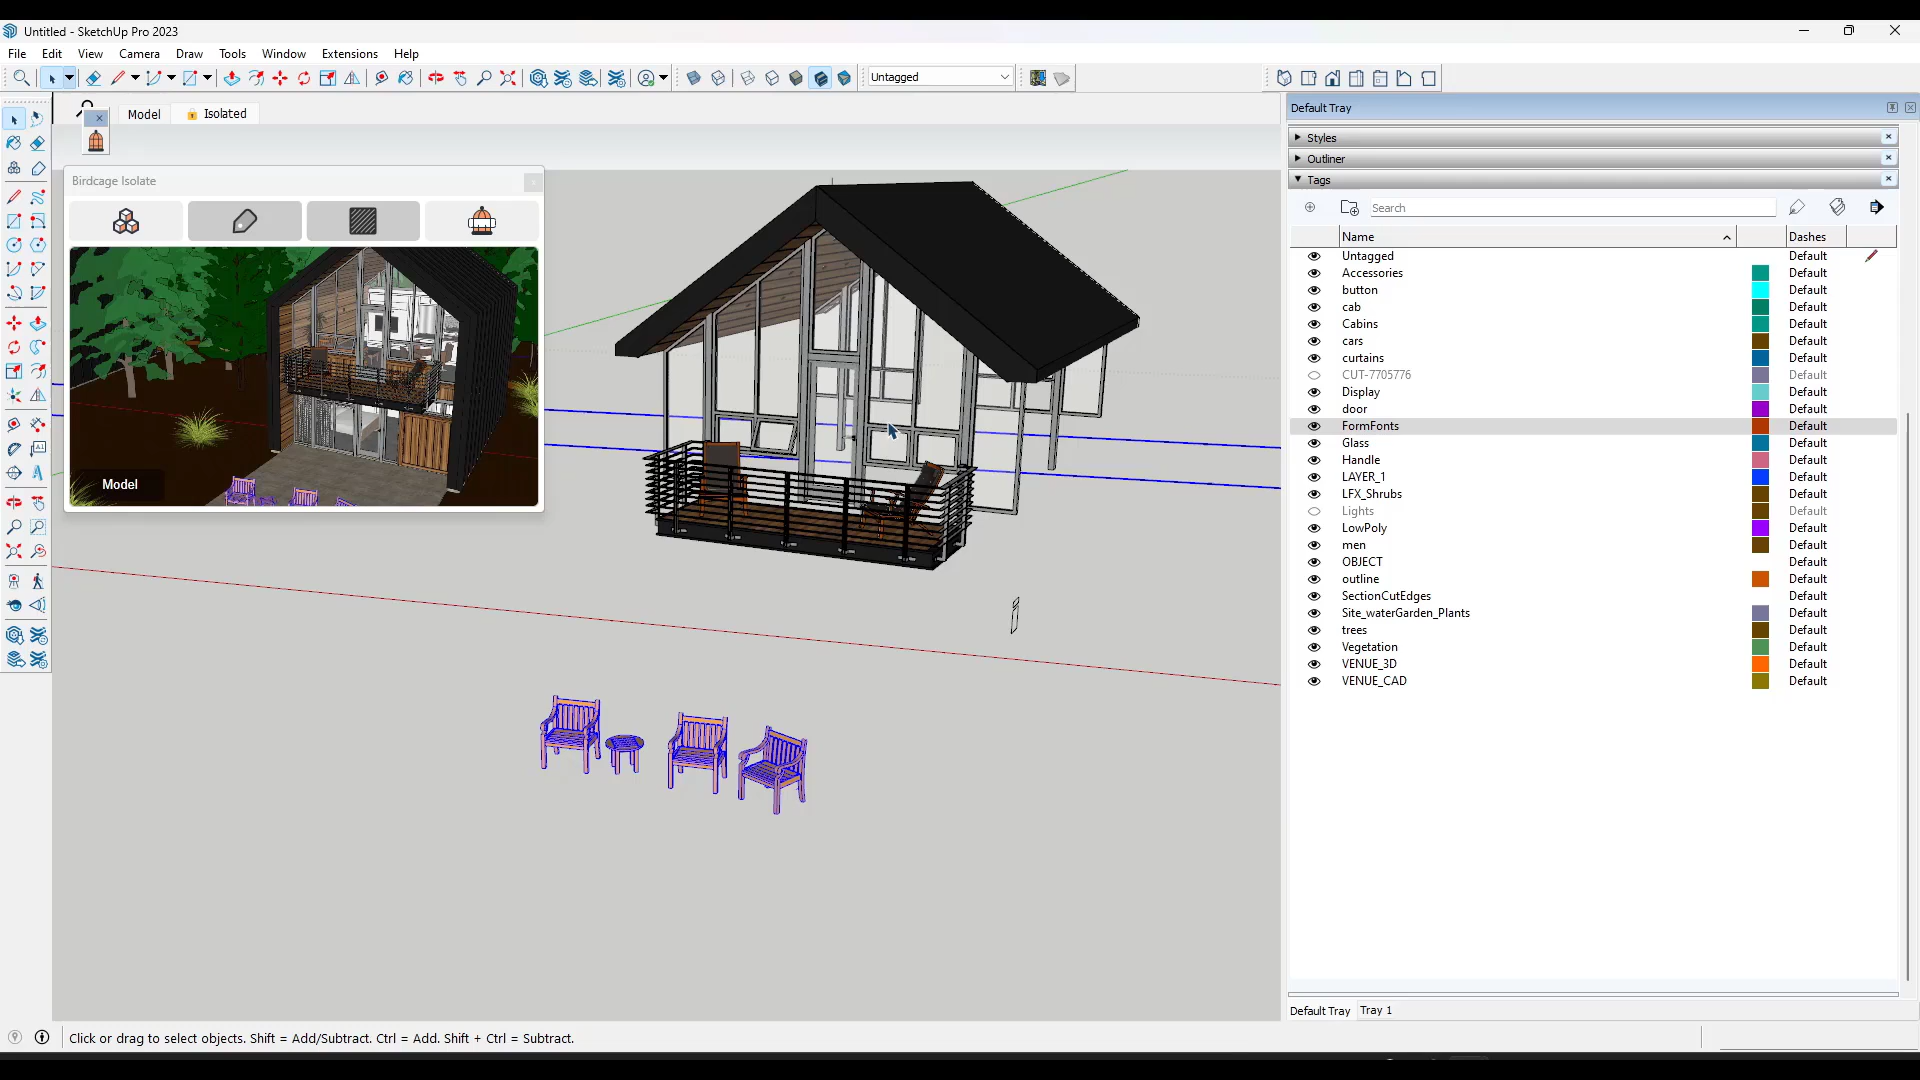 Untitled - SketchUp Pro 2023
File Edit View Camera Draw Tools Window Extensions Help
Untagged
Model Isolated
Birdcage Isolate
Model
Default Tray
Styles
Outliner
Tags
Search
Name Dashes
Untagged Default
Accessories Default
button Default
cab Default
Cabins Default
cars Default
curtains Default
CUT-7705776 Default
Display Default
door Default
FormFonts Default
Glass Default
Handle Default
LAYER_1 Default
LFX_Shrubs Default
Lights Default
LowPoly Default
men Default
OBJECT Default
outline Default
SectionCutEdges Default
Site_waterGarden_Plants Default
trees Default
Vegetation Default
VENUE_3D Default
VENUE_CAD Default
Default Tray Tray 1
Click or drag to select objects. Shift = Add/Subtract. Ctrl = Add. Shift + Ctrl = Subtract.